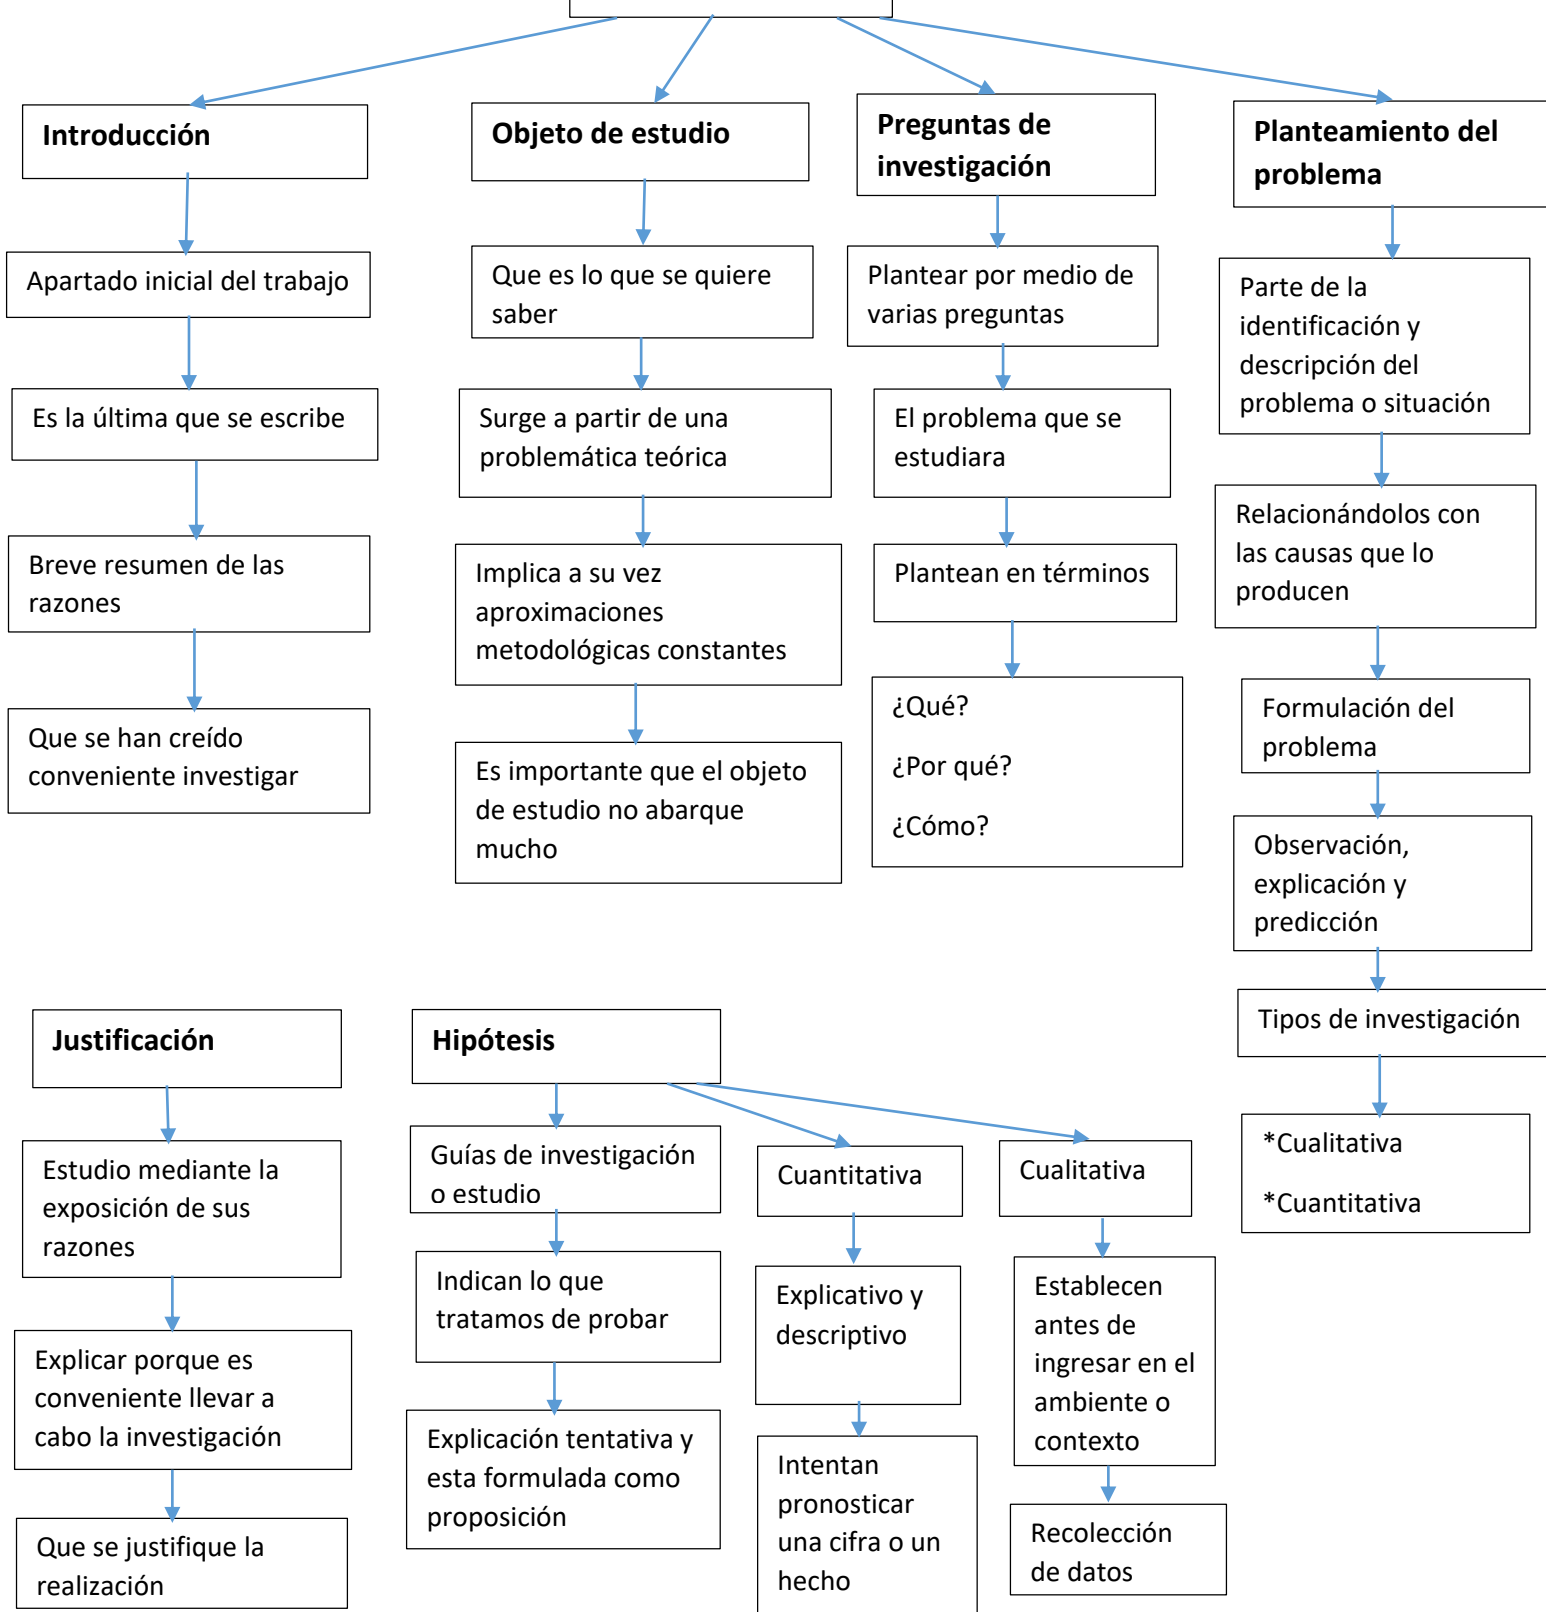 Introducción
Apartado inicial del trabajo
Es la última que se escribe
Breve resumen de las
razones
Que se han creído
conveniente investigar
Objeto de estudio
Que es lo que se quiere
saber
Surge a partir de una
problemática teórica
Implica a su vez
aproximaciones
metodológicas constantes
Es importante que el objeto
de estudio no abarque
mucho
Preguntas de
investigación
Plantear por medio de
varias preguntas
El problema que se
estudiara
Plantean en términos
¿Qué?
¿Por qué?
¿Cómo?
Planteamiento del
problema
Parte de la
identificación y
descripción del
problema o situación
Relacionándolos con
las causas que lo
producen
Formulación del
problema
Observación,
explicación y
predicción
Tipos de investigación
*Cualitativa
*Cuantitativa
Justificación
Estudio mediante la
exposición de sus
razones
Explicar porque es
conveniente llevar a
cabo la investigación
Que se justifique la
realización
Hipótesis
Guías de investigación
o estudio
Indican lo que
tratamos de probar
Explicación tentativa y
esta formulada como
proposición
Cuantitativa
Explicativo y
descriptivo
Intentan
pronosticar
una cifra o un
hecho
Cualitativa
Establecen
antes de
ingresar en el
ambiente o
contexto
Recolección
de datos